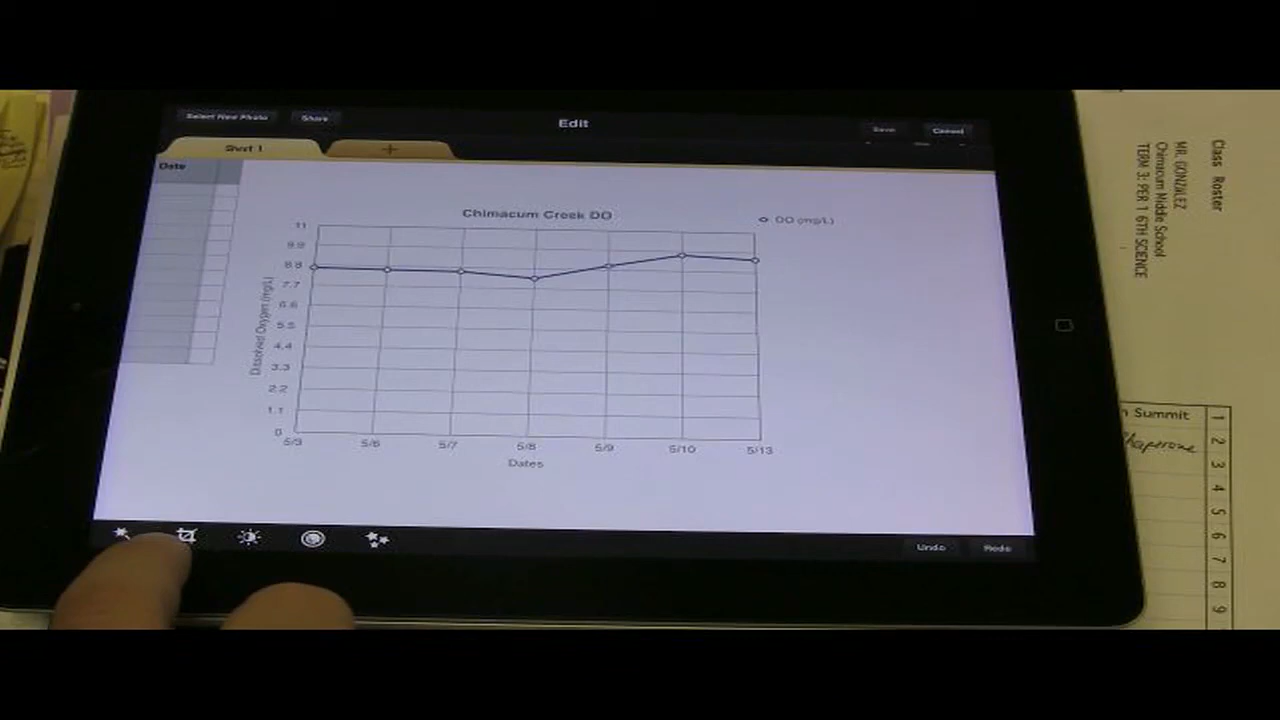 Select New Photo Share Edit Save Cancel
Sheet 1 +
Date
Chimacum Creek DO
DO (mg/L)
Dissolved Oxygen (mg/L)
11
9.9
8.8
7.7
6.6
5.5
4.4
3.3
2.2
1.1
0
5/3 5/6 5/7 5/8 5/9 5/10 5/13
Dates
Undo Redo
Class Roster
MR. GONZALEZ
Chimacum Middle School
TERM 3: PER 1 6TH SCIENCE
Summit
Chaperone
1
2
3
4
5
6
7
8
9